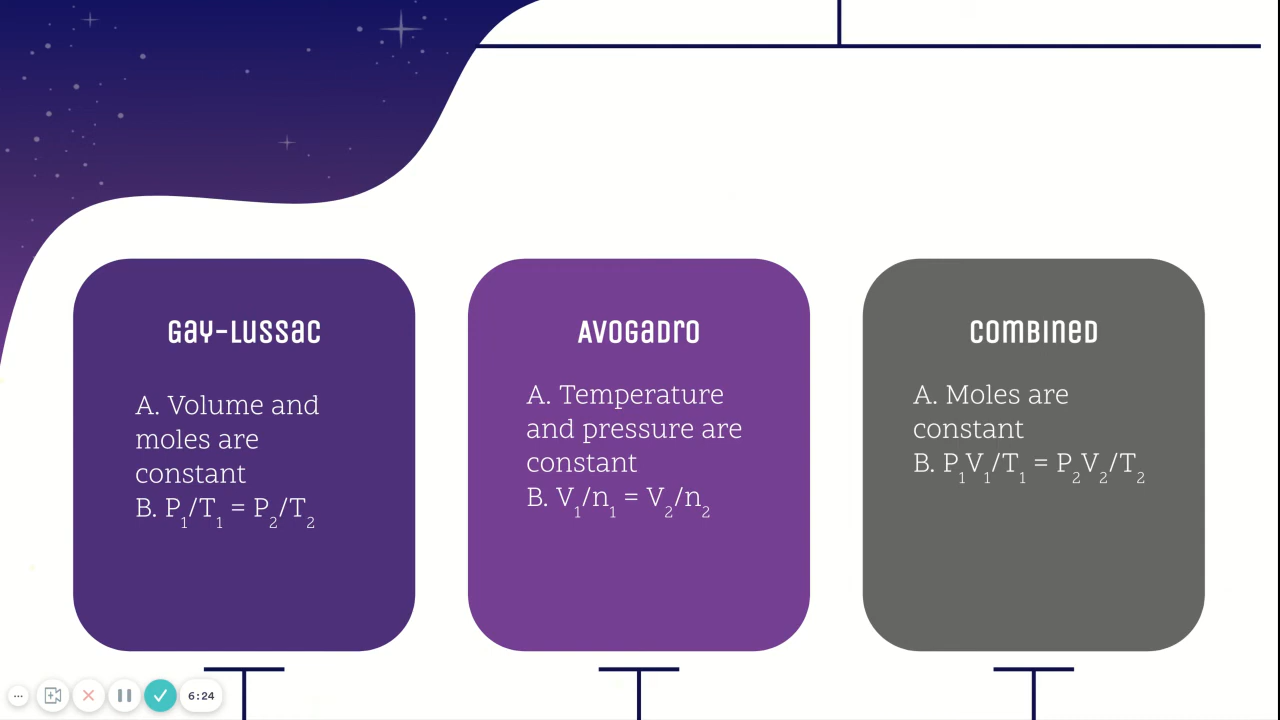 Gay-Lussac
A. Volume and
moles are
constant
B. P₁/T₁ = P₂/T₂
Avogadro
A. Temperature
and pressure are
constant
B. V₁/n₁ = V₂/n₂
Combined
A. Moles are
constant
B. P₁V₁/T₁ = P₂V₂/T₂
6:24